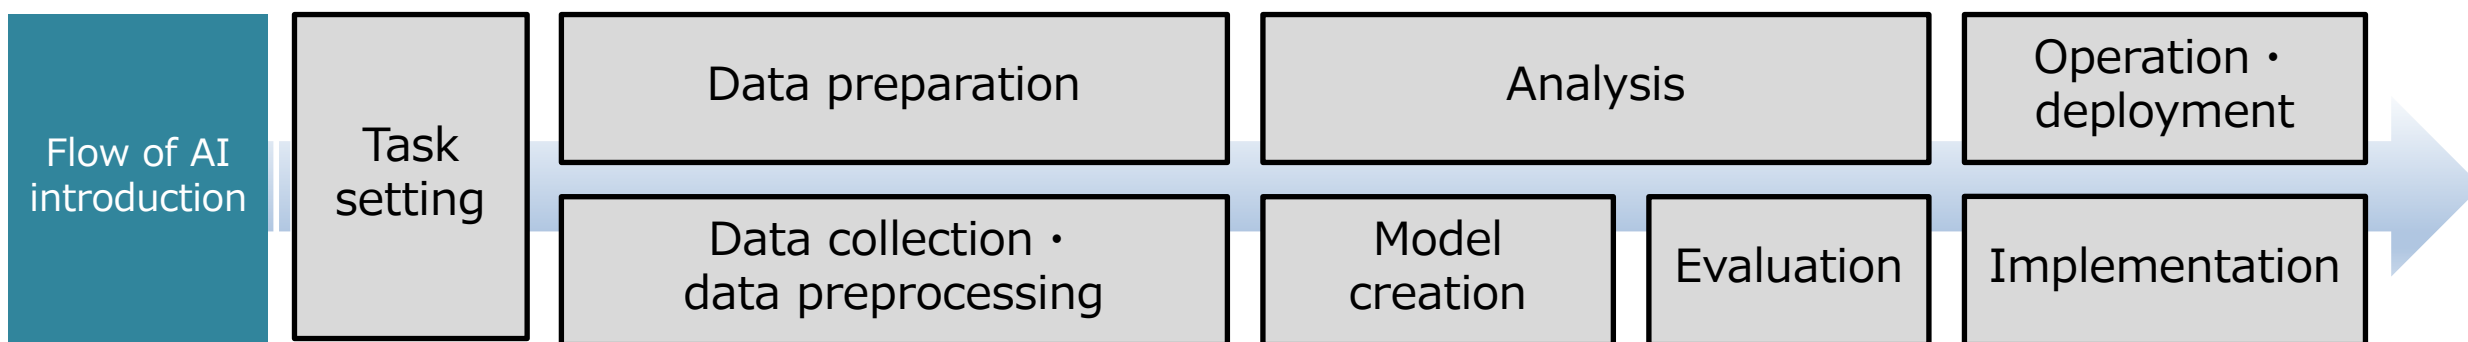 Flow of AI
introduction
Task
setting
Data preparation
Analysis
Operation・
deployment
Data collection・
data preprocessing
Model
creation
Evaluation
Implementation